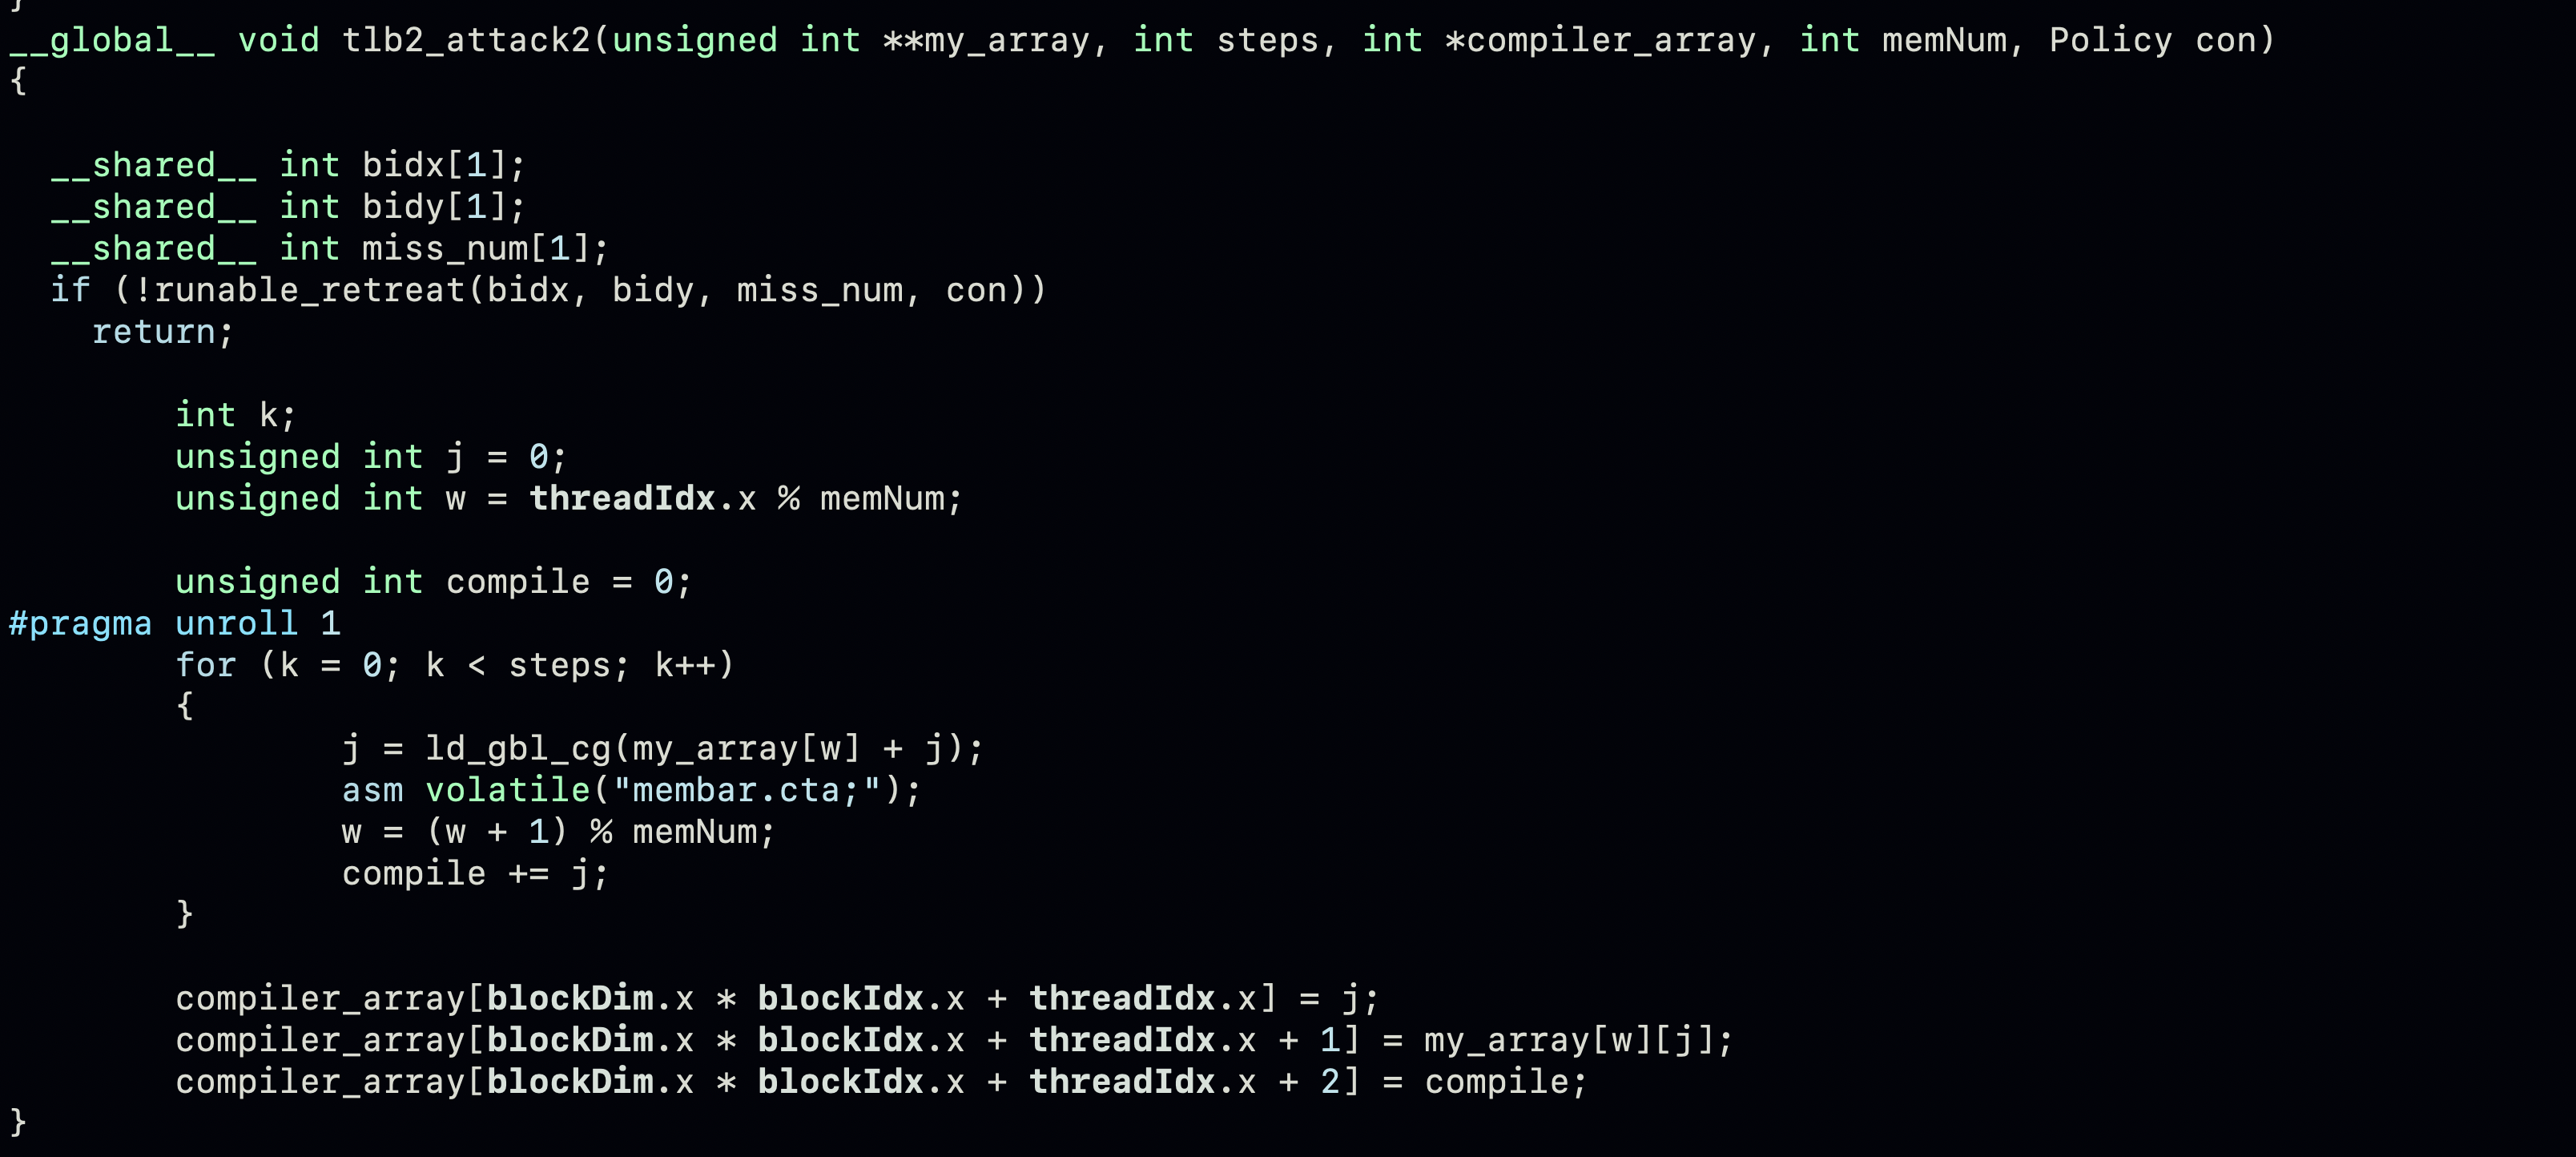 }
__global__ void tlb2_attack2(unsigned int **my_array, int steps, int *compiler_array, int memNum, Policy con)
{
  __shared__ int bidx[1];
  __shared__ int bidy[1];
  __shared__ int miss_num[1];
  if (!runable_retreat(bidx, bidy, miss_num, con))
    return;
        int k;
        unsigned int j = 0;
        unsigned int w = threadIdx.x % memNum;
        unsigned int compile = 0;
#pragma unroll 1
        for (k = 0; k < steps; k++)
        {
                j = ld_gbl_cg(my_array[w] + j);
                asm volatile("membar.cta;");
                w = (w + 1) % memNum;
                compile += j;
        }
        compiler_array[blockDim.x * blockIdx.x + threadIdx.x] = j;
        compiler_array[blockDim.x * blockIdx.x + threadIdx.x + 1] = my_array[w][j];
        compiler_array[blockDim.x * blockIdx.x + threadIdx.x + 2] = compile;
}